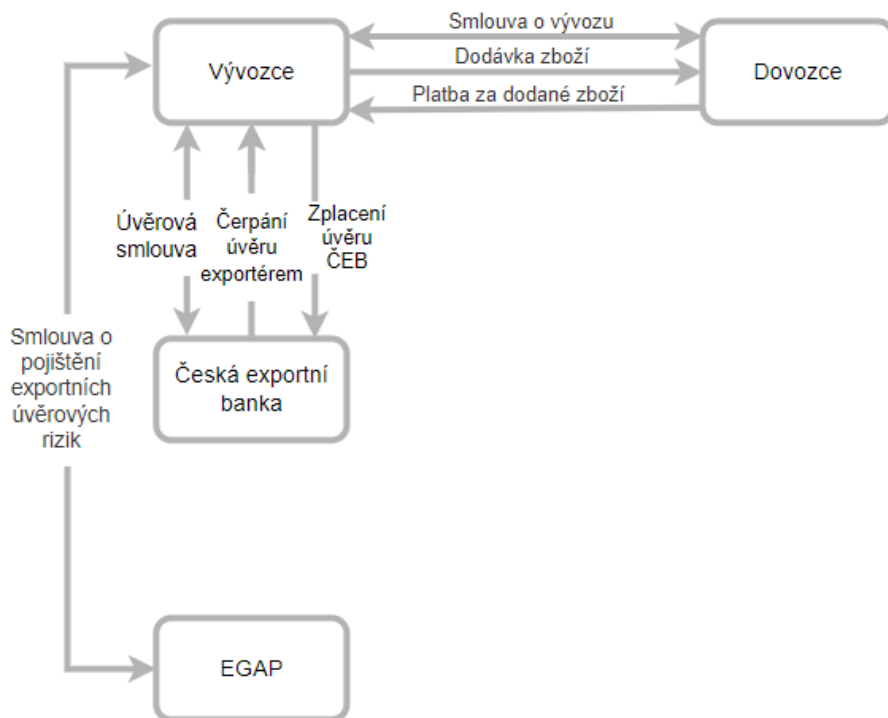 Smlouva o vývozu
Vývozce
Dodávka zboží
Dovozce
Platba za dodané zboží
Úvěrová
smlouva
Čerpání
úvěru
exportérem
Zplacení
úvěru
ČEB
Smlouva o
pojištění
exportních
úvěrových
rizik
Česká exportní
banka
EGAP